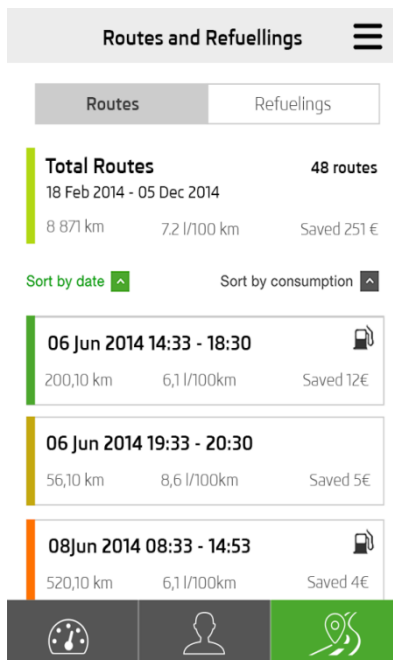 Routes and Refuellings
Routes Refuelings
Total Routes 48 routes
18 Feb 2014 - 05 Dec 2014
8 871 km 7.2 l/100 km Saved 251 €
Sort by date Sort by consumption
06 Jun 2014 14:33 - 18:30
200,10 km 6,1 l/100km Saved 12€
06 Jun 2014 19:33 - 20:30
56,10 km 8,6 l/100km Saved 5€
08Jun 2014 08:33 - 14:53
520,10 km 6,1 l/100km Saved 4€